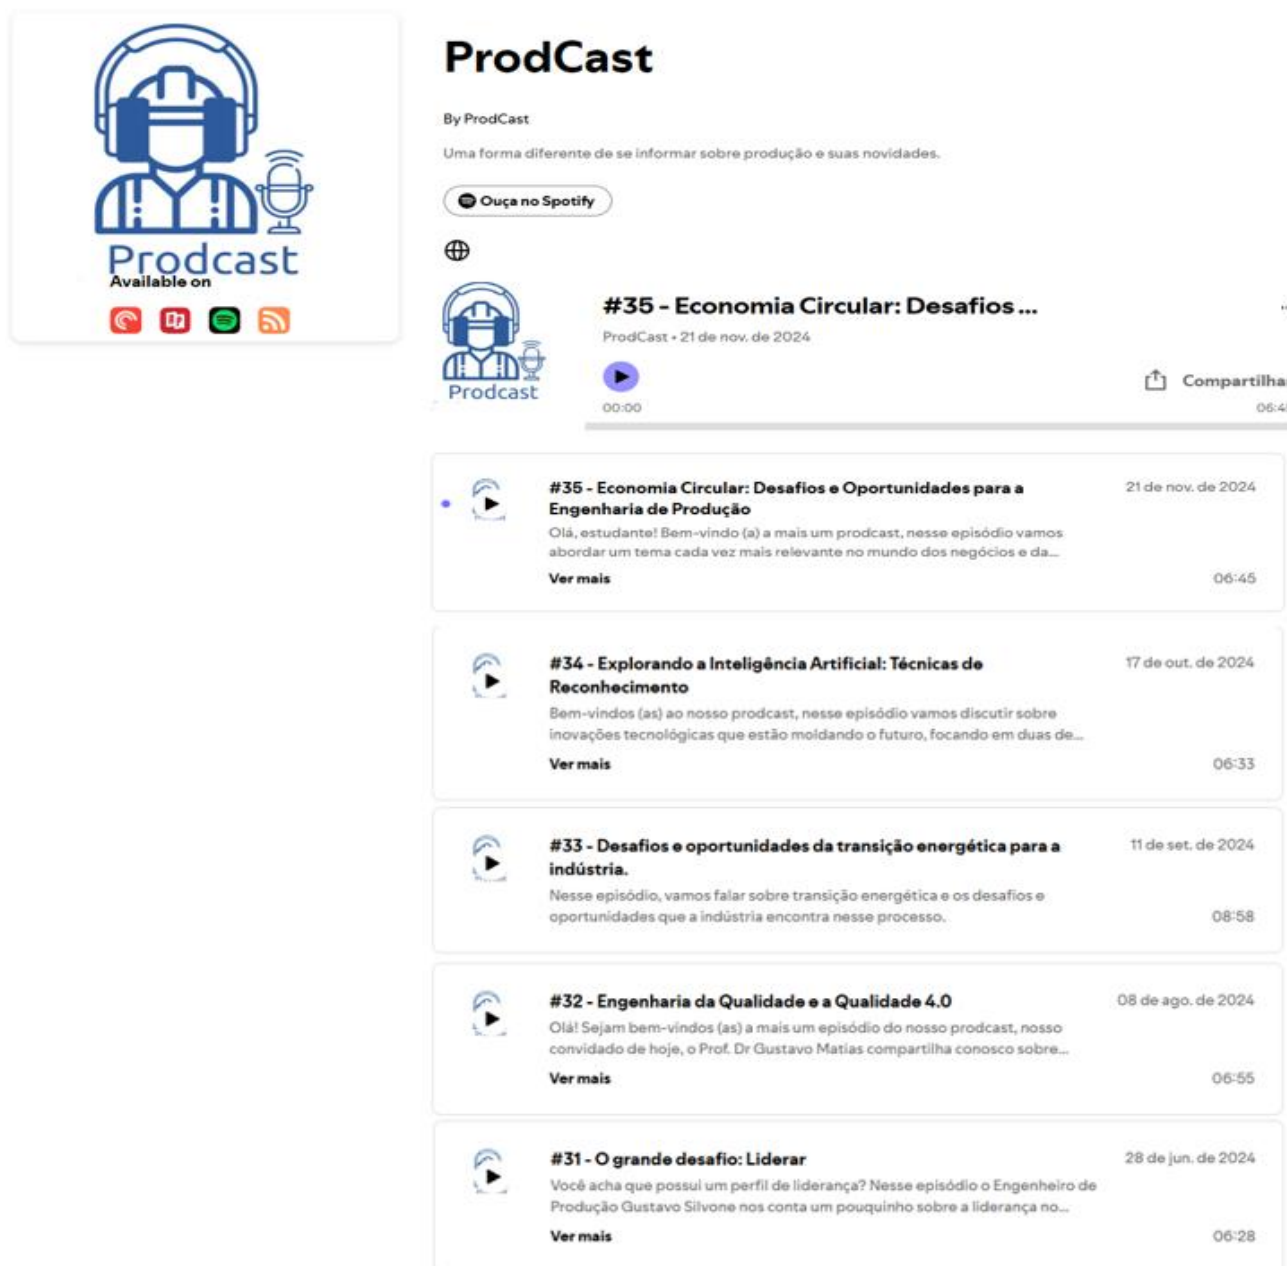 Prodcast
Available on
ProdCast
By ProdCast
Uma forma diferente de se informar sobre produção e suas novidades.
Ouça no Spotify
Prodcast
#35 - Economia Circular: Desafios ...
ProdCast • 21 de nov. de 2024
Compartilha
00:00
06:4
#35 - Economia Circular: Desafios e Oportunidades para a
Engenharia de Produção
21 de nov. de 2024
Olá, estudante! Bem-vindo (a) a mais um prodcast, nesse episódio vamos
abordar um tema cada vez mais relevante no mundo dos negócios e da...
Ver mais
06:45
#34 - Explorando a Inteligência Artificial: Técnicas de
Reconhecimento
17 de out. de 2024
Bem-vindos (as) ao nosso prodcast, nesse episódio vamos discutir sobre
inovações tecnológicas que estão moldando o futuro, focando em duas de...
Ver mais
06:33
#33 - Desafios e oportunidades da transição energética para a
indústria.
11 de set. de 2024
Nesse episódio, vamos falar sobre transição energética e os desafios e
oportunidades que a indústria encontra nesse processo.
08:58
#32 - Engenharia da Qualidade e a Qualidade 4.0
08 de ago. de 2024
Olá! Sejam bem-vindos (as) a mais um episódio do nosso prodcast, nosso
convidado de hoje, o Prof. Dr Gustavo Matias compartilha conosco sobre...
Ver mais
06:55
#31 - O grande desafio: Liderar
28 de jun. de 2024
Você acha que possui um perfil de liderança? Nesse episódio o Engenheiro de
Produção Gustavo Silvone nos conta um pouquinho sobre a liderança no...
Ver mais
06:28